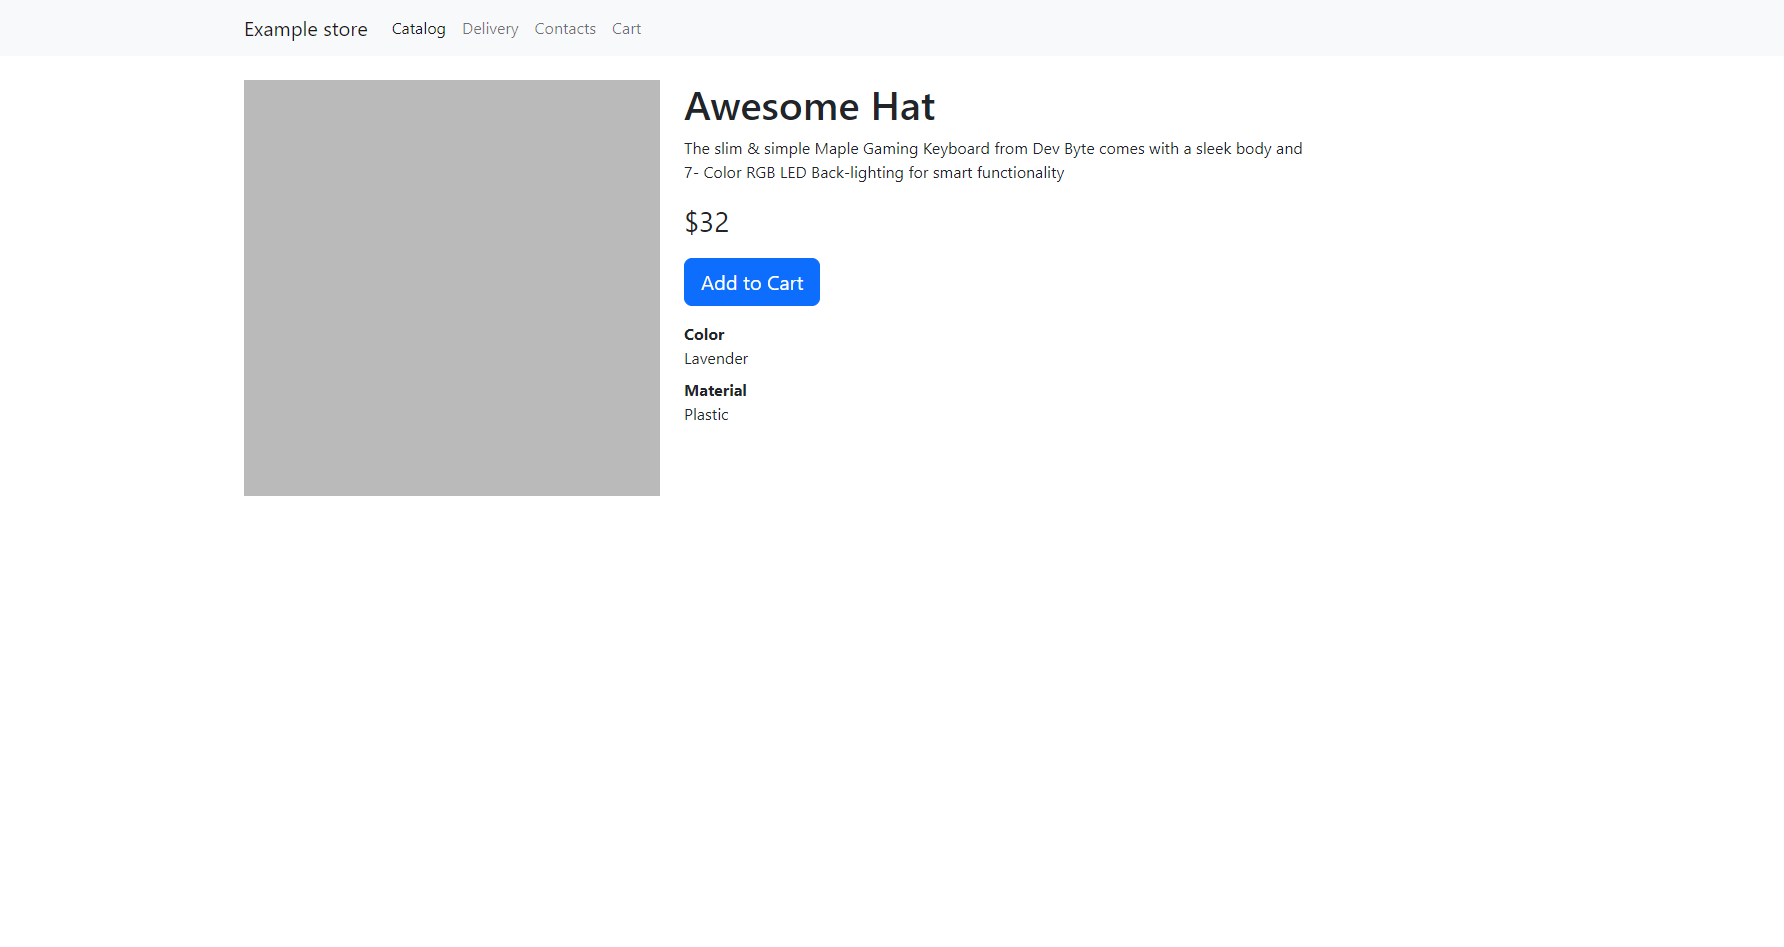 Example store Catalog Delivery Contacts Cart
Awesome Hat
The slim & simple Maple Gaming Keyboard from Dev Byte comes with a sleek body and
7- Color RGB LED Back-lighting for smart functionality
$32
Add to Cart
Color
Lavender
Material
Plastic